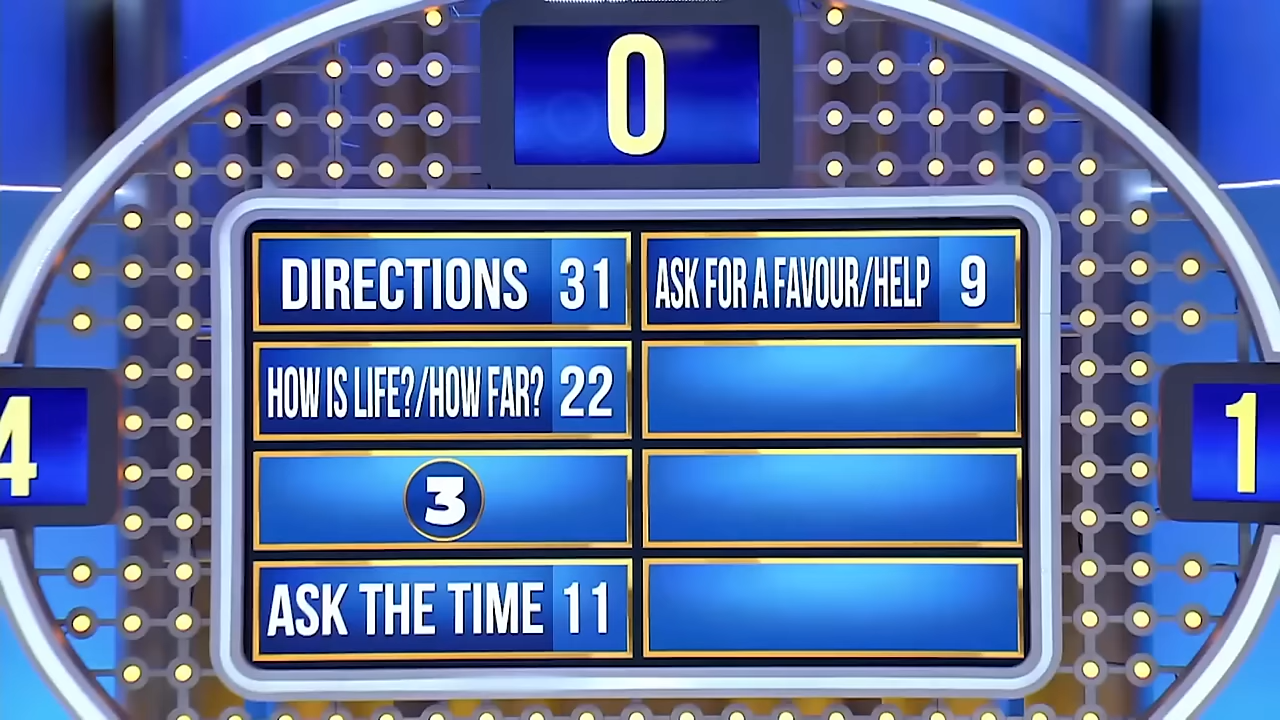 0
DIRECTIONS 31
HOW IS LIFE?/HOW FAR? 22
3
ASK THE TIME 11
ASK FOR A FAVOUR/HELP 9
4
1